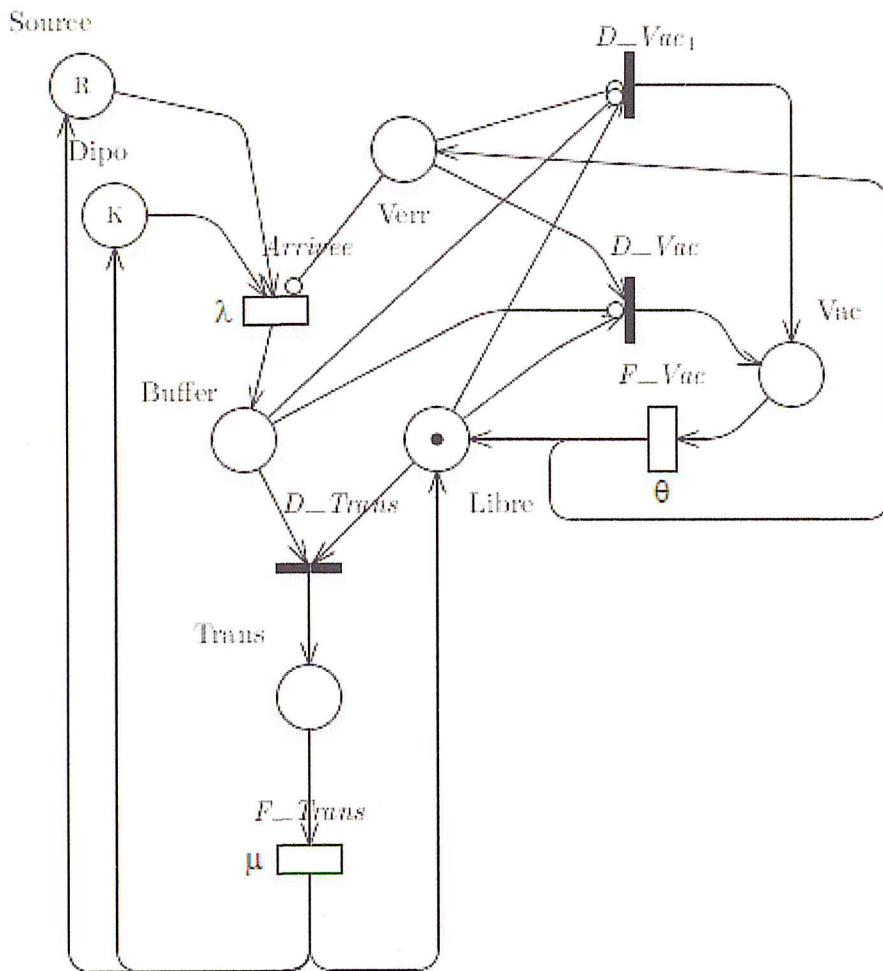 Source
D_Vac₁
R
Dipo
K
Verr
Arrivee
D_Vac
λ
Vac
F_Vac
Buffer
D_Trans
Libre
θ
Trans
F_Trans
μ